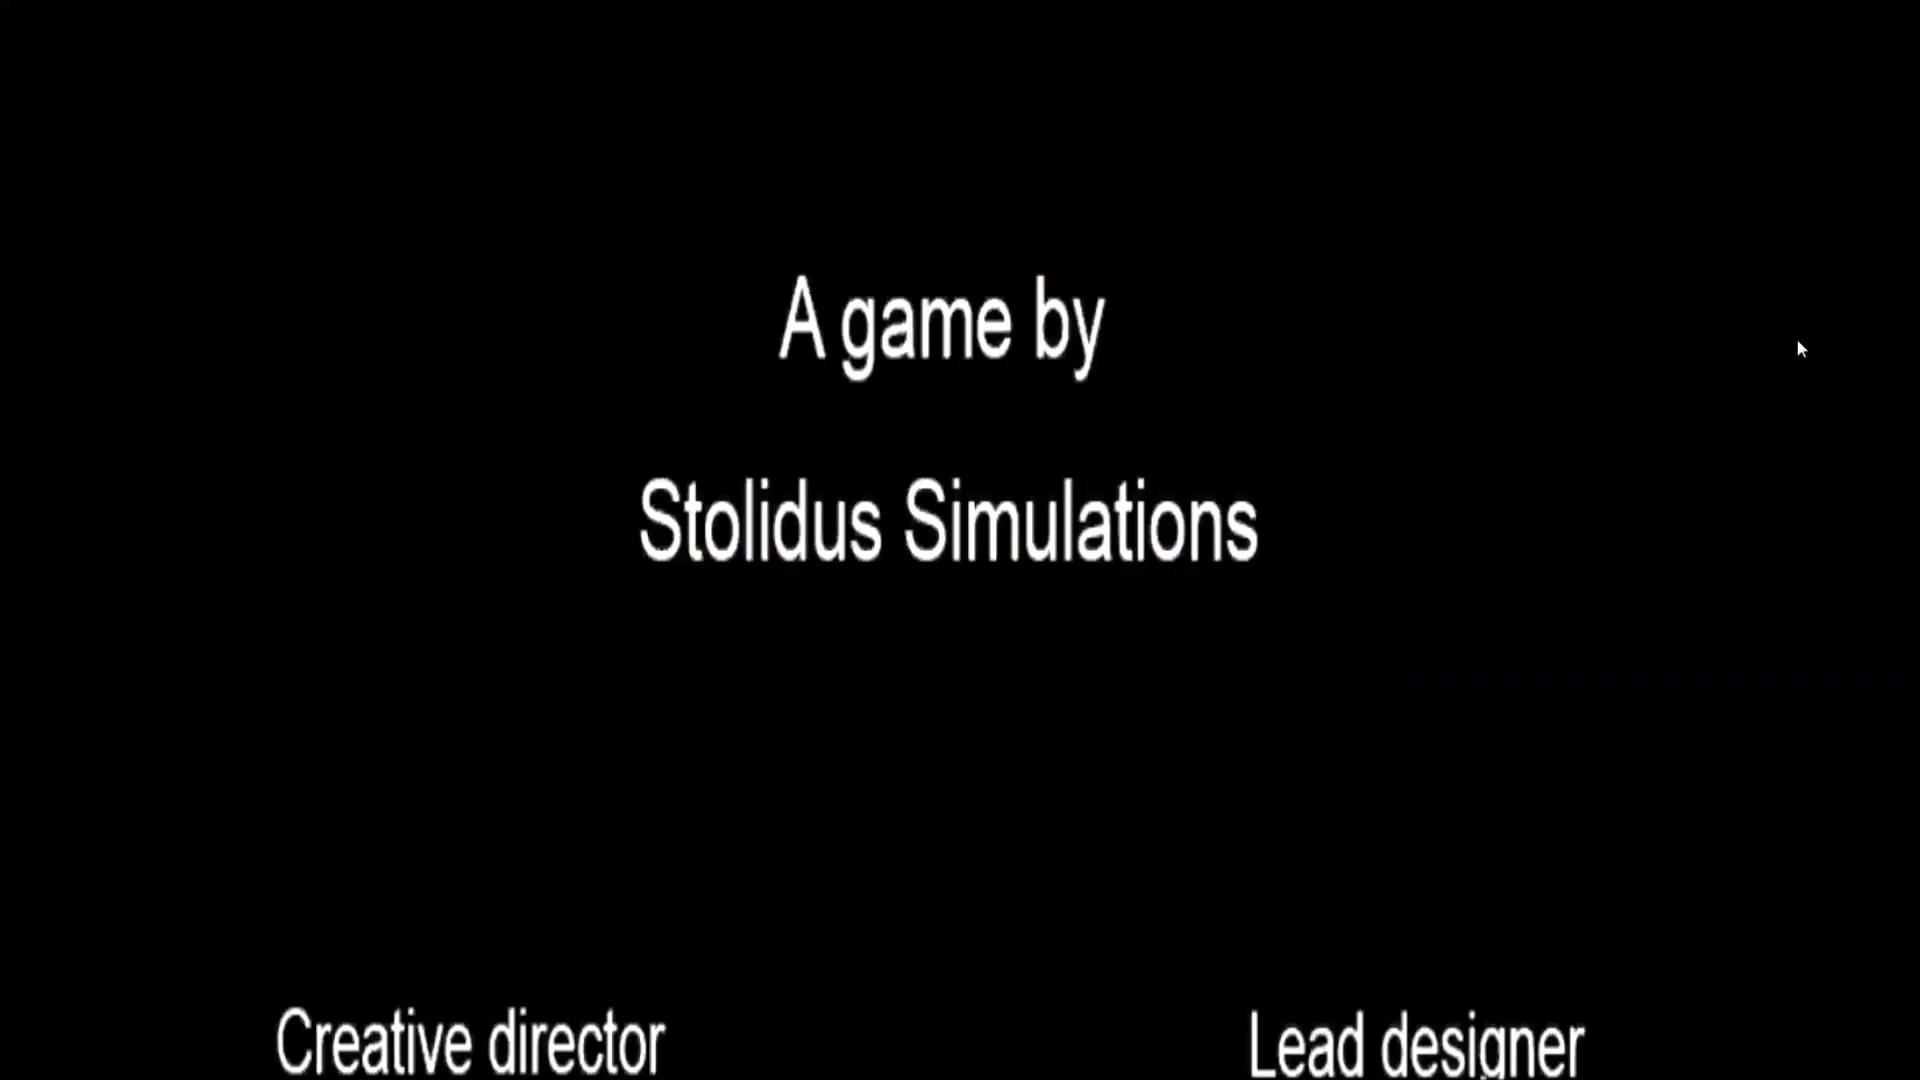 A game by
Stolidus Simulations
Creative director
Lead designer